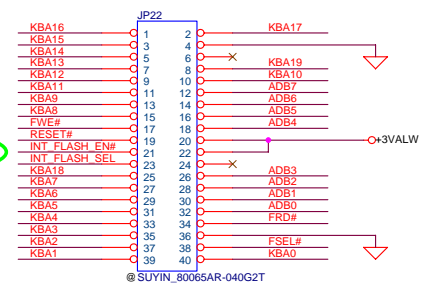 JP22
KBA16 1 2 KBA17
KBA15 3 4
KBA14 5 6
KBA13 7 8 KBA19
KBA12 9 10 KBA10
KBA11 11 12 ADB7
KBA9 13 14 ADB6
KBA8 15 16 ADB5
FWE# 17 18 ADB4
RESET# 19 20 +3VALW
INT_FLASH_EN# 21 22
INT_FLASH_SEL 23 24
KBA18 25 26 ADB3
KBA7 27 28 ADB2
KBA6 29 30 ADB1
KBA5 31 32 ADB0
KBA4 33 34 FRD#
KBA3 35 36
KBA2 37 38 FSEL#
KBA1 39 40 KBA0
@SUYIN_80065AR-040G2T